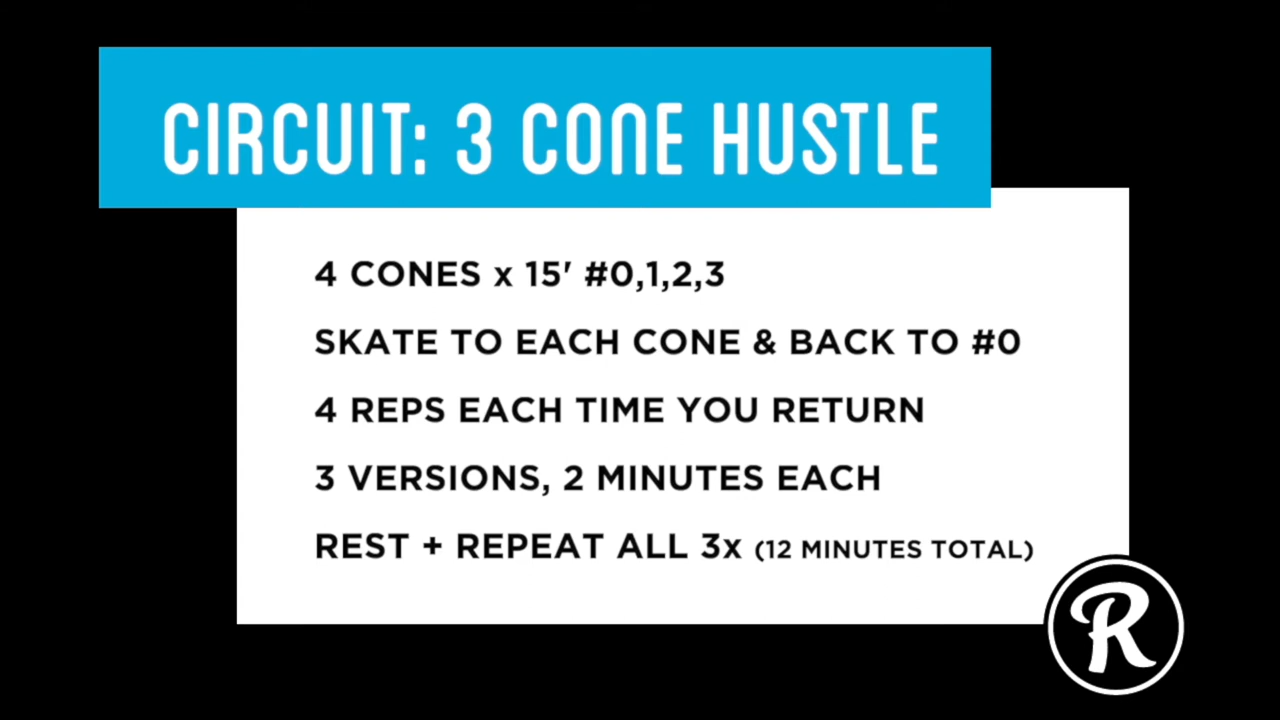 CIRCUIT: 3 CONE HUSTLE
4 CONES x 15' #0,1,2,3
SKATE TO EACH CONE & BACK TO #0
4 REPS EACH TIME YOU RETURN
3 VERSIONS, 2 MINUTES EACH
REST + REPEAT ALL 3x (12 MINUTES TOTAL)
R